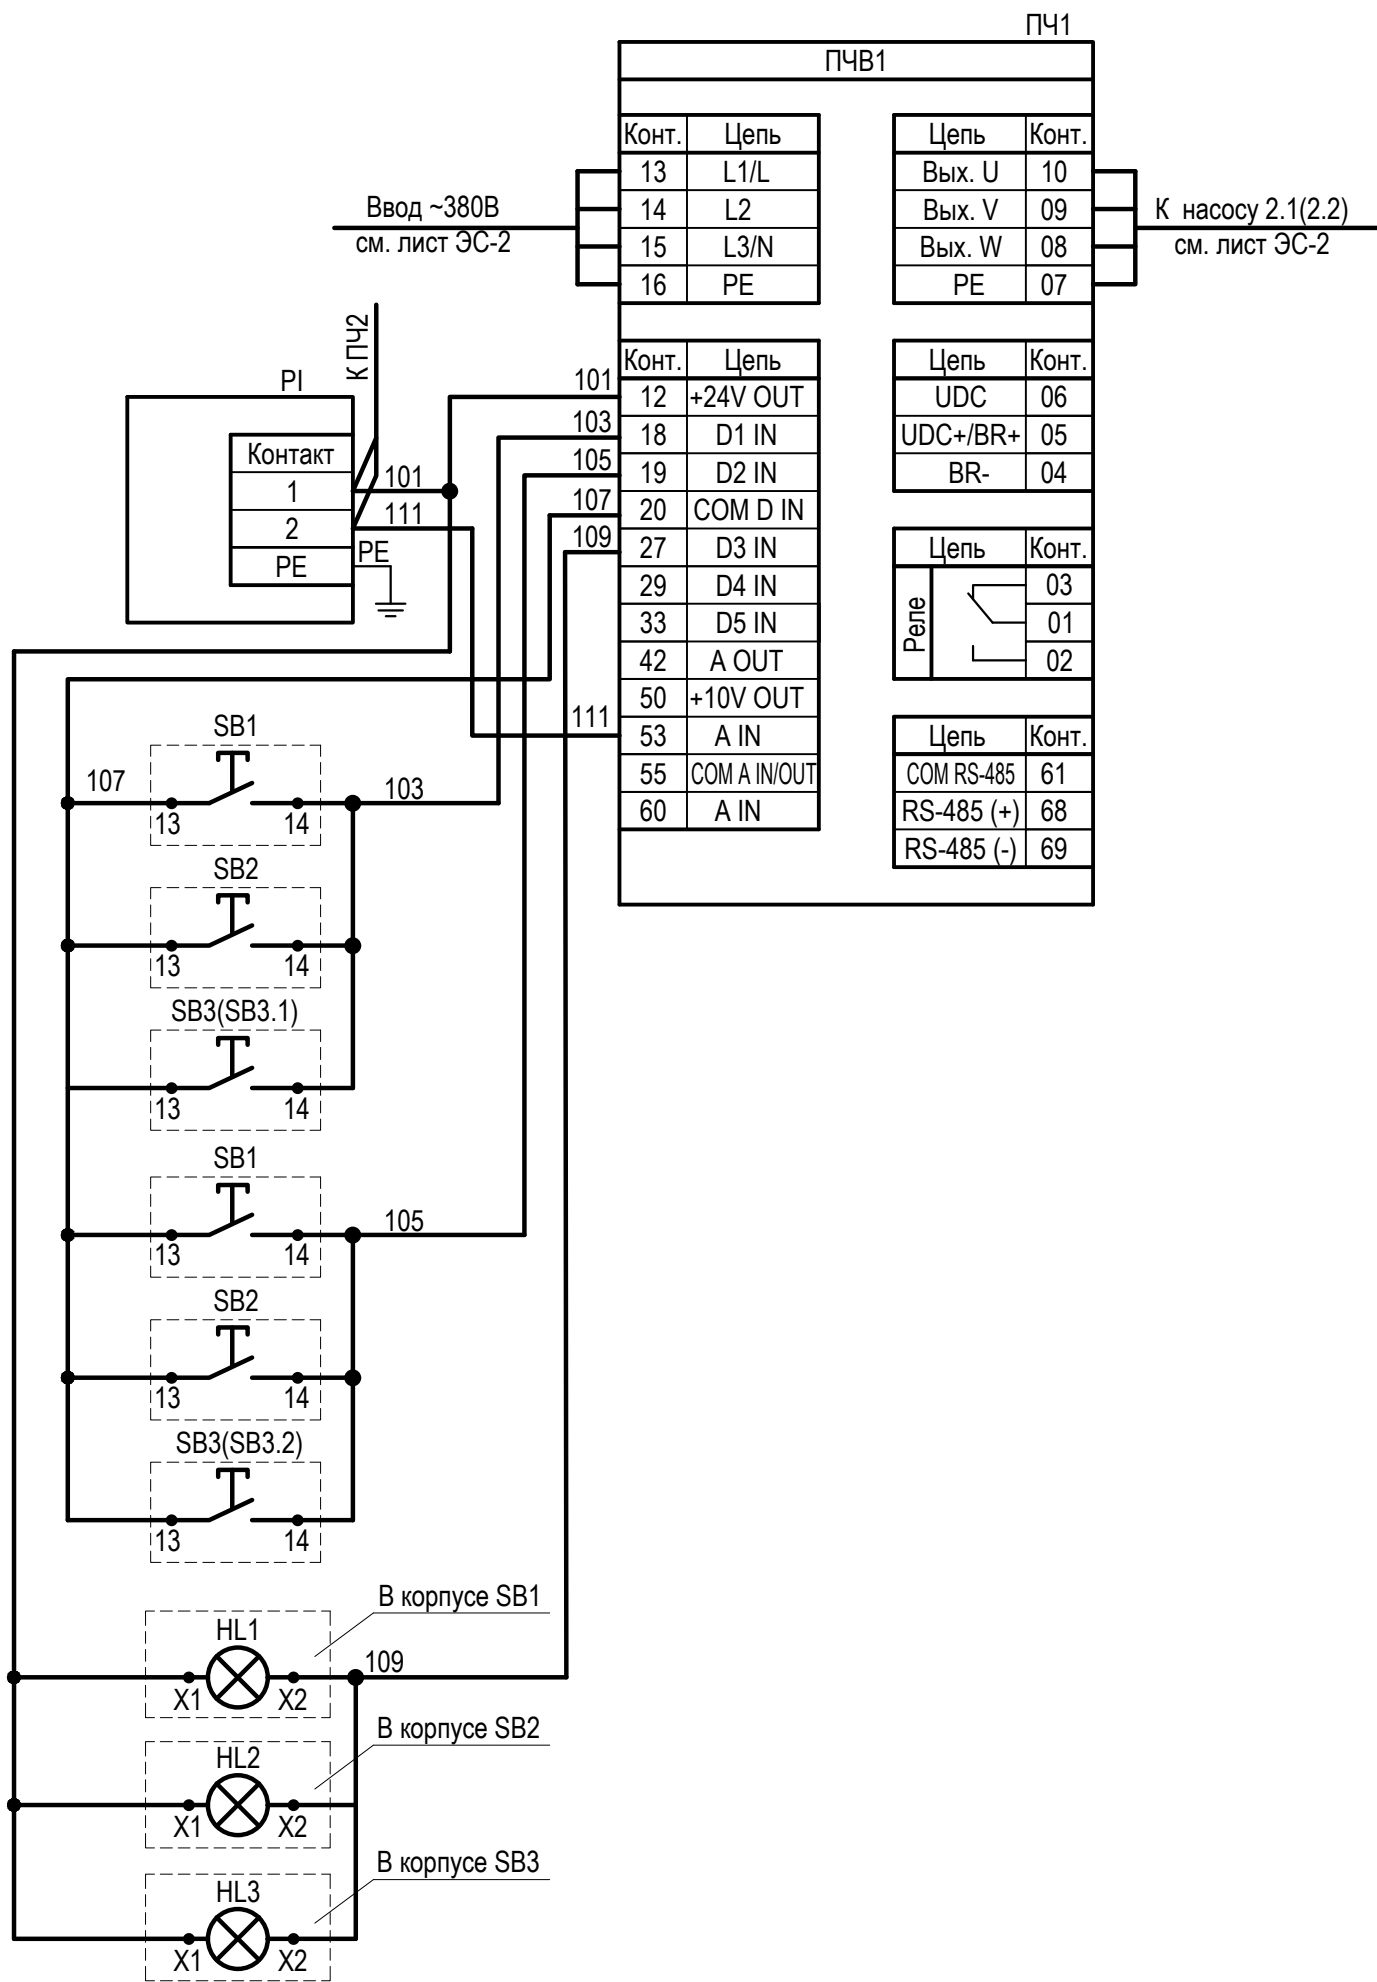 ПЧ1
ПЧВ1
Конт. Цепь
13 L1/L
14 L2
15 L3/N
16 PE
Цепь Конт.
Вых. U 10
Вых. V 09
Вых. W 08
PE 07
Ввод ~380В
см. лист ЭС-2
К насосу 2.1(2.2)
см. лист ЭС-2
К ПЧ2
PI
Контакт
1
2
PE
101
111
PE
101
103
105
107
109
111
Конт. Цепь
12 +24V OUT
18 D1 IN
19 D2 IN
20 COM D IN
27 D3 IN
29 D4 IN
33 D5 IN
42 A OUT
50 +10V OUT
53 A IN
55 COM A IN/OUT
60 A IN
Цепь Конт.
UDC 06
UDC+/BR+ 05
BR- 04
Цепь Конт.
Реле
03
01
02
Цепь Конт.
COM RS-485 61
RS-485 (+) 68
RS-485 (-) 69
SB1
107
103
13 14
SB2
13 14
SB3(SB3.1)
13 14
SB1
105
13 14
SB2
13 14
SB3(SB3.2)
13 14
В корпусе SB1
HL1
109
X1 X2
В корпусе SB2
HL2
X1 X2
В корпусе SB3
HL3
X1 X2